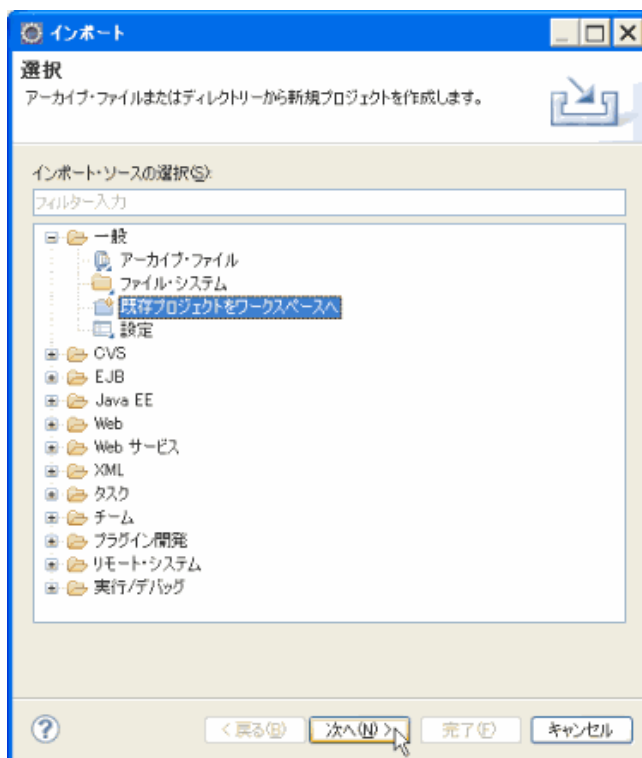 インポート
選択
アーカイブ・ファイルまたはディレクトリーから新規プロジェクトを作成します。
インポート・ソースの選択(S):
フィルター入力
一般
アーカイブ・ファイル
ファイル・システム
既存プロジェクトをワークスペースへ
設定
CVS
EJB
Java EE
Web
Web サービス
XML
タスク
チーム
プラグイン開発
リモート・システム
実行/デバッグ
< 戻る(B) 次へ(N) > 完了(F) キャンセル